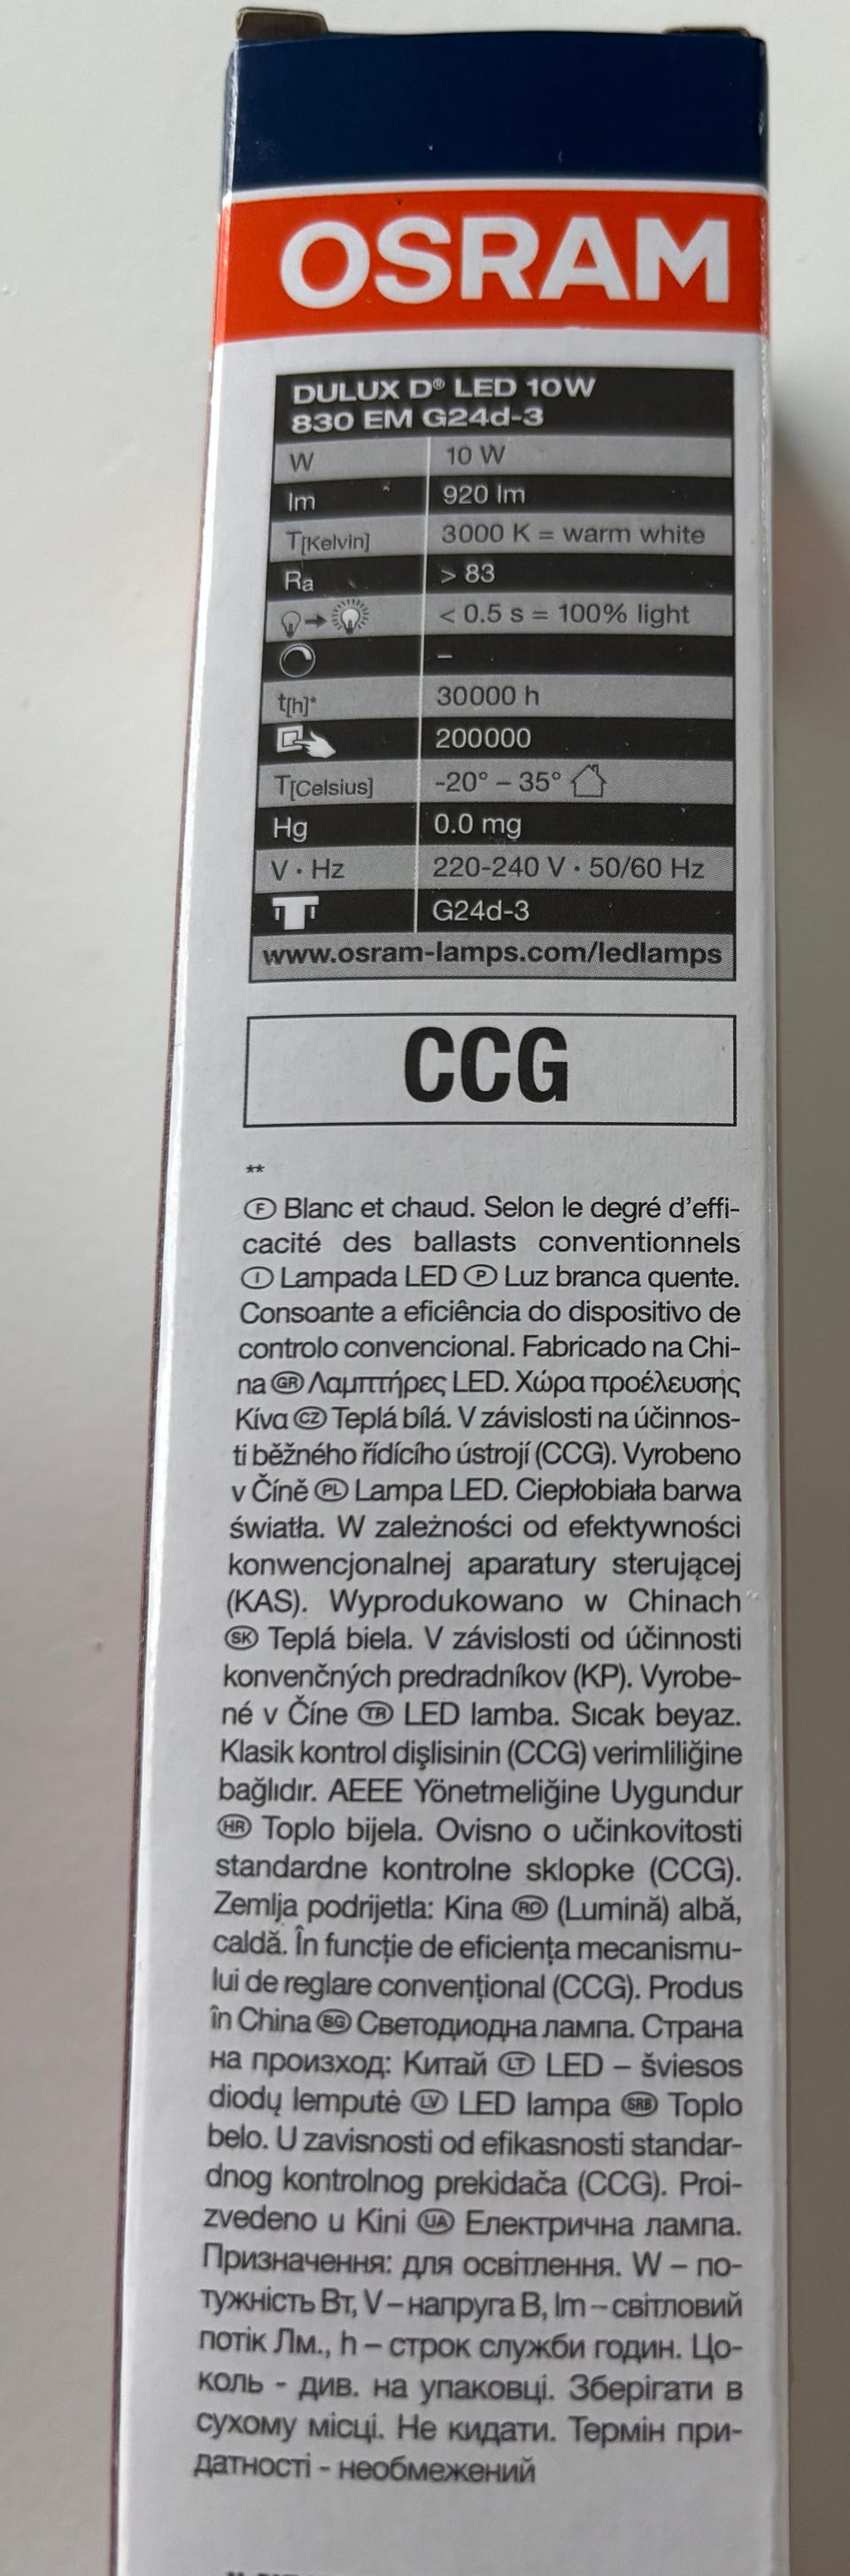 OSRAM
DULUX D® LED 10W
830 EM G24d-3
W 10 W
lm 920 lm
T[Kelvin] 3000 K = warm white
Ra > 83
< 0.5 s = 100% light
–
t[h]* 30000 h
200000
T[Celsius] -20° – 35°
Hg 0.0 mg
V · Hz 220-240 V · 50/60 Hz
G24d-3
www.osram-lamps.com/ledlamps
CCG
**
(F) Blanc et chaud. Selon le degré d'effi-
cacité des ballasts conventionnels
(I) Lampada LED (P) Luz branca quente.
Consoante a eficiência do dispositivo de
controlo convencional. Fabricado na Chi-
na (GR) Λαμπτήρες LED. Χώρα προέλευσης
Κίνα (CZ) Teplá bílá. V závislosti na účinnos-
ti běžného řídícího ústrojí (CCG). Vyrobeno
v Číně (PL) Lampa LED. Ciepłobiała barwa
światła. W zależności od efektywności
konwencjonalnej aparatury sterującej
(KAS). Wyprodukowano w Chinach
(SK) Teplá biela. V závislosti od účinnosti
konvenčných predradníkov (KP). Vyrobe-
né v Číne (TR) LED lamba. Sıcak beyaz.
Klasik kontrol dişlisinin (CCG) verimliliğine
bağlıdır. AEEE Yönetmeliğine Uygundur
(HR) Toplo bijela. Ovisno o učinkovitosti
standardne kontrolne sklopke (CCG).
Zemlja podrijetla: Kina (RO) (Lumină) albă,
caldă. În funcţie de eficienţa mecanismu-
lui de reglare convenţional (CCG). Produs
în China (BG) Светодиодна лампа. Страна
на произход: Китай (LT) LED – šviesos
diodų lemputė (LV) LED lampa (SRB) Toplo
belo. U zavisnosti od efikasnosti standar-
dnog kontrolnog prekidača (CCG). Proi-
zvedeno u Kini (UA) Електрична лампа.
Призначення: для освітлення. W – по-
тужність Вт, V – напруга В, lm – світловий
потік Лм., h – строк служби годин. Цо-
коль - див. на упаковці. Зберігати в
сухому місці. Не кидати. Термін при-
датності - необмежений